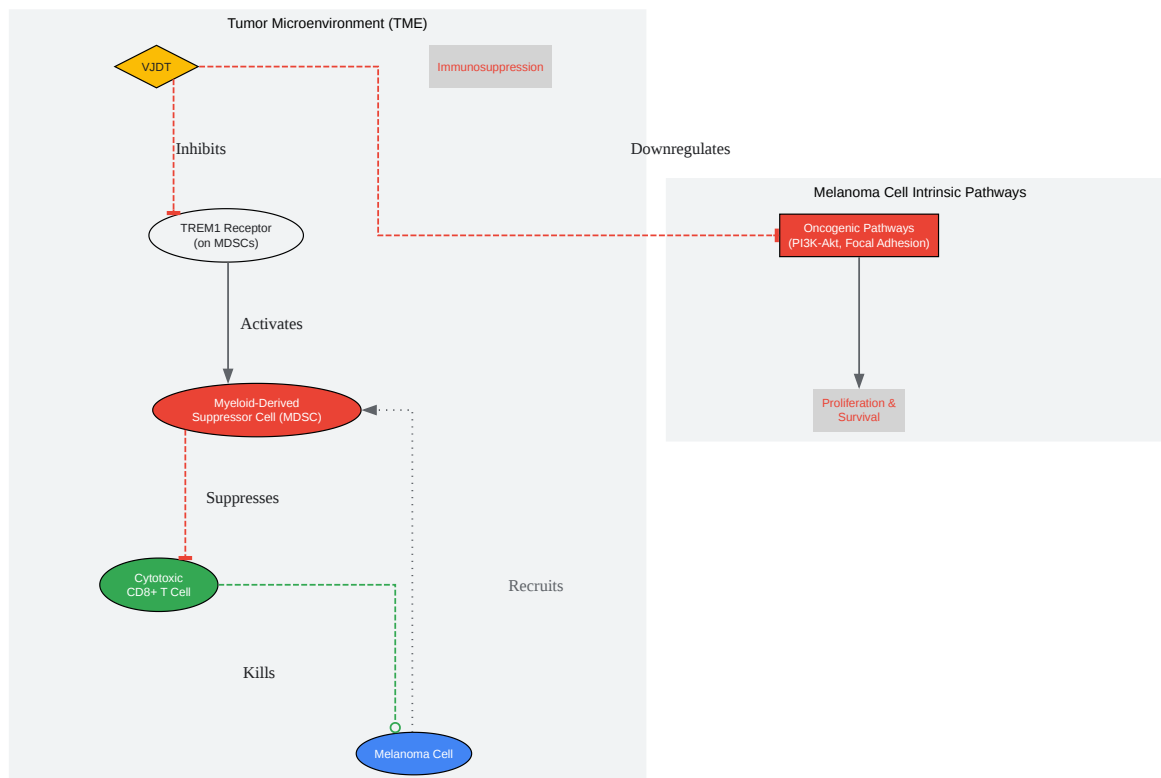 Tumor Microenvironment (TME)
VJDT
Immunosuppression
Inhibits
Downregulates
Melanoma Cell Intrinsic Pathways
TREM1 Receptor
(on MDSCs)
Oncogenic Pathways
(PI3K-Akt, Focal Adhesion)
Activates
Myeloid-Derived
Suppressor Cell (MDSC)
Proliferation &
Survival
Suppresses
Cytotoxic
CD8+ T Cell
Recruits
Kills
Melanoma Cell